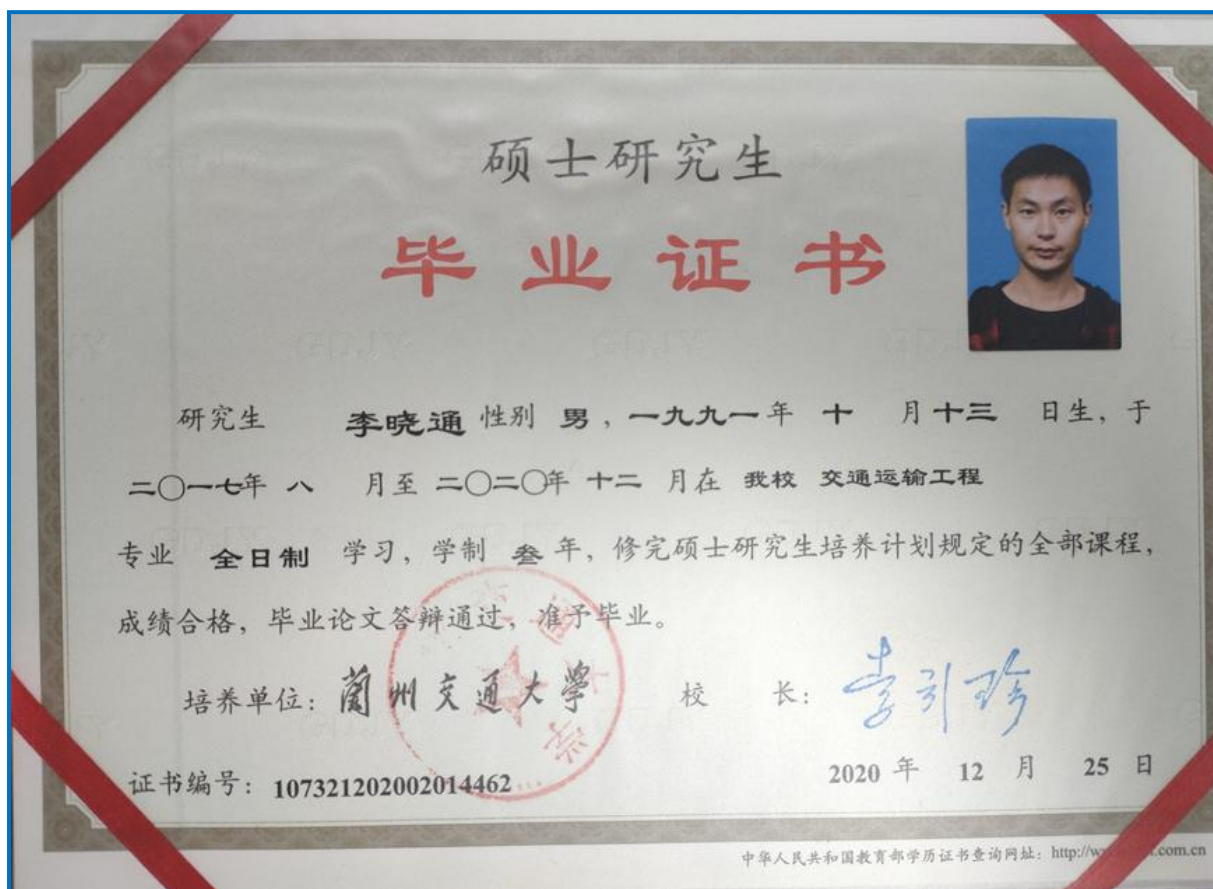 硕士研究生
毕业证书
研究生 李晓通 性别 男，一九九一年 十 月十三 日生，于
二〇一七年 八 月至 二〇二〇年 十二 月在 我校 交通运输工程
专业 全日制 学习，学制 叁 年，修完硕士研究生培养计划规定的全部课程，
成绩合格，毕业论文答辩通过，准予毕业。
培养单位：蘭州交通大學 校 长：李引珍
证书编号：107321202002014462 2020 年 12 月 25 日
中华人民共和国教育部学历证书查询网址：http://w .com.cn